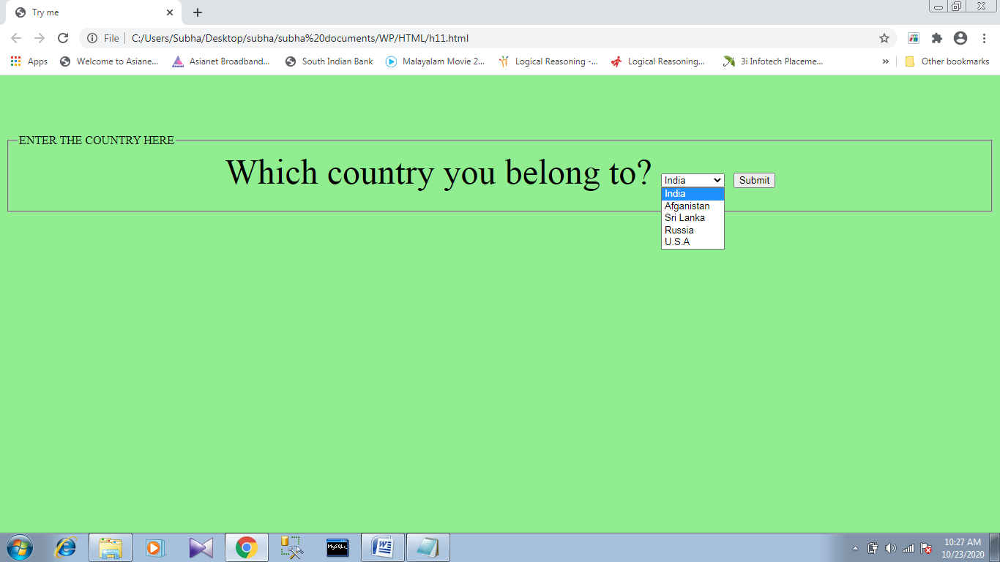 Try me
File C:/Users/Subha/Desktop/subha/subha%20documents/WP/HTML/h11.html
Apps Welcome to Asiane... Asianet Broadband... South Indian Bank Malayalam Movie 2... Logical Reasoning -... Logical Reasoning... 3i Infotech Placeme... » Other bookmarks
ENTER THE COUNTRY HERE
Which country you belong to? India Submit
India
Afganistan
Sri Lanka
Russia
U.S.A
MySQL
10:27 AM
10/23/2020